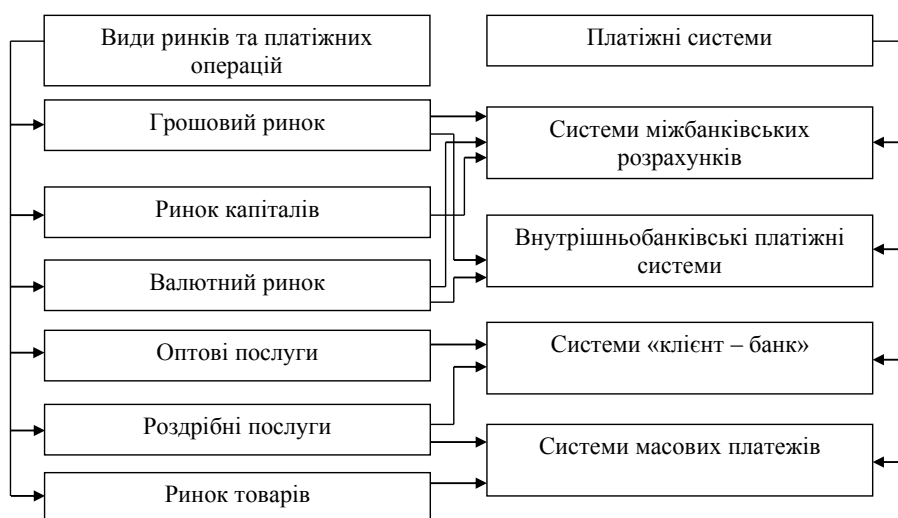 Види ринків та платіжних
операцій
Платіжні системи
Грошовий ринок
Системи міжбанківських
розрахунків
Ринок капіталів
Внутрішньобанківські платіжні
системи
Валютний ринок
Оптові послуги
Системи «клієнт – банк»
Роздрібні послуги
Системи масових платежів
Ринок товарів